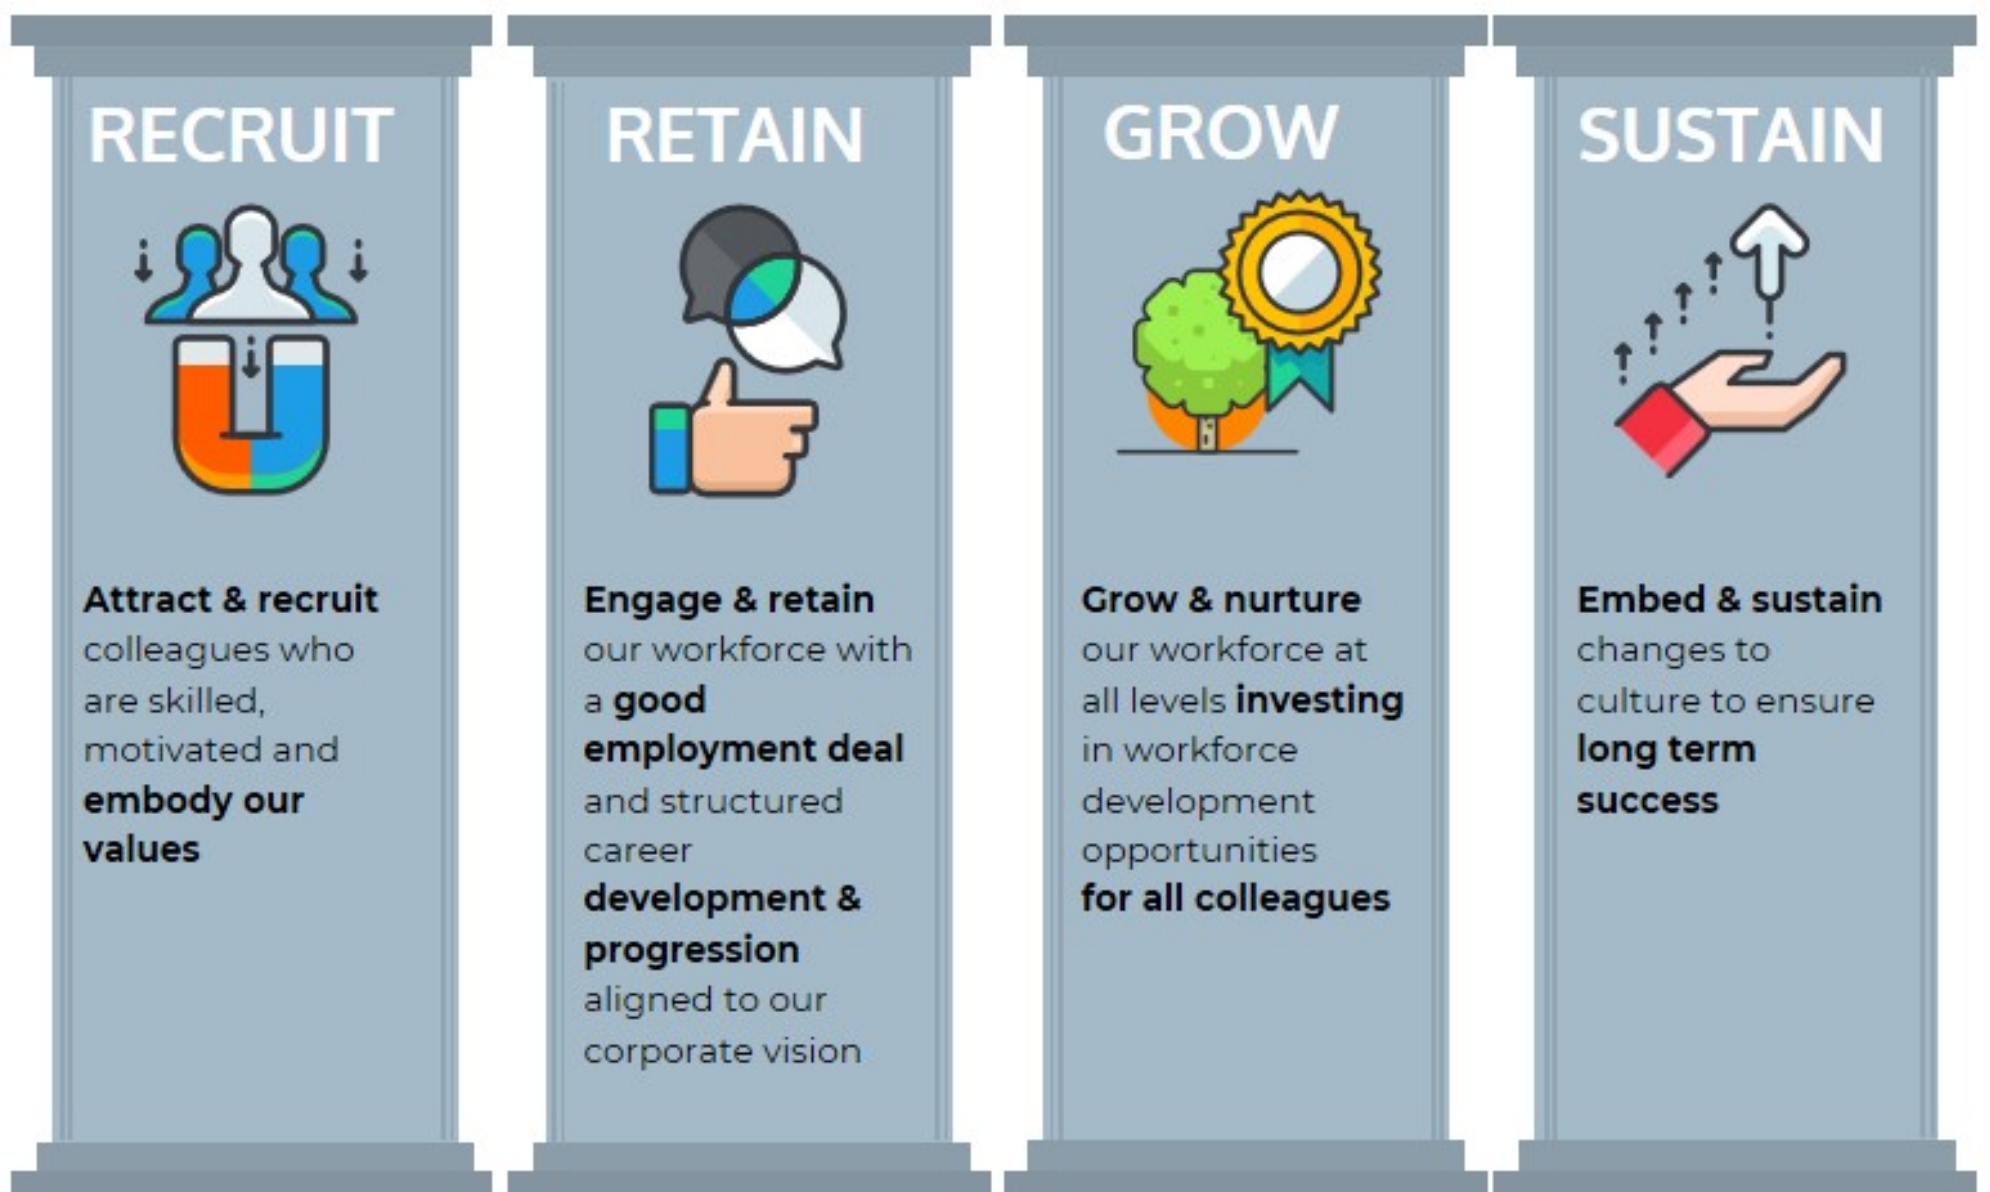 RECRUIT
Attract & recruit
colleagues who
are skilled,
motivated and
embody our
values
RETAIN
Engage & retain
our workforce with
a good
employment deal
and structured
career
development &
progression
aligned to our
corporate vision
GROW
Grow & nurture
our workforce at
all levels investing
in workforce
development
opportunities
for all colleagues
SUSTAIN
Embed & sustain
changes to
culture to ensure
long term
success